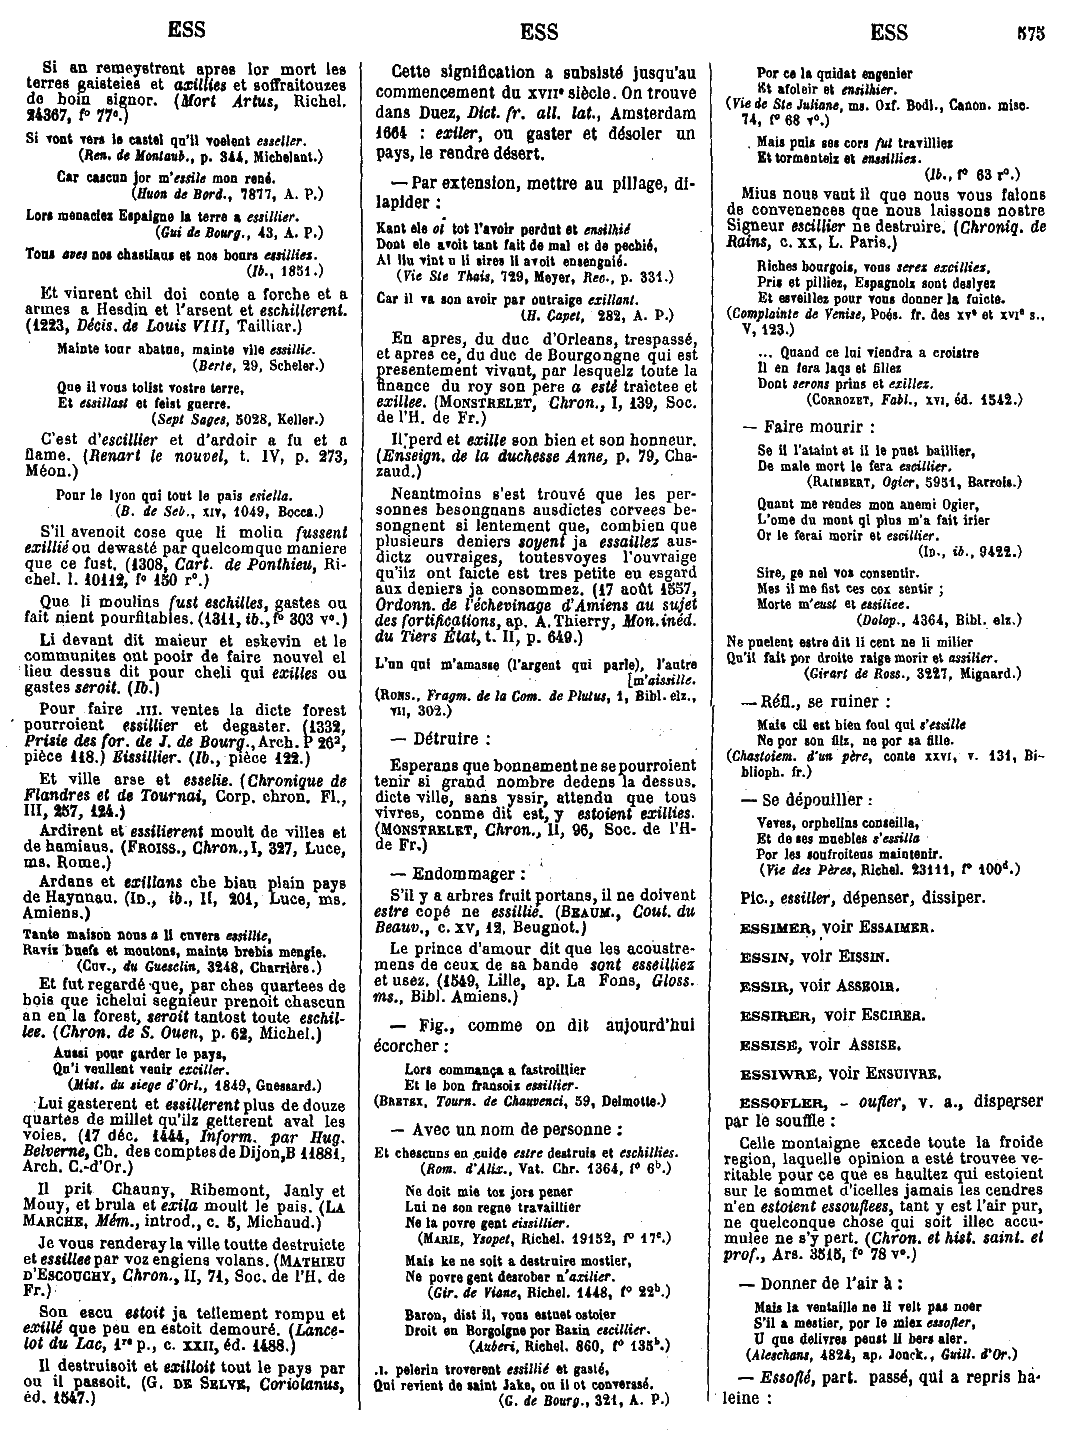 ESS
ESS
ESS
575
Si an remeystrent apres lor mort les
terres gaisteies et axillies et soffraitouzes
de boin signor. (Mort Artus, Richel.
24367, f° 77ᵃ.)
Si vont vers le castel qu'il voelent esseller.
(Ren. de Montaub., p. 344, Michelant.)
Car cascun jor m'essile mon rené.
(Huon de Bord., 7877, A. P.)
Lors menaciez Espaigne la terre a essillier.
(Gui de Bourg., 43, A. P.)
Tous aves nos chastiaus et nos bours essillies.
(Ib., 1851.)
Et vinrent chil doi conte a forche et a
armes a Hesdin et l'arsent et eschillerent.
(1223, Décis. de Louis VIII, Tailliar.)
Mainte tour abatue, mainte vile essillie.
(Berte, 29, Scheler.)
Que il vous tolist vostre terre,
Et essillast et feist guerre.
(Sept Sages, 5028, Keller.)
C'est d'escillier et d'ardoir a fu et a
flame. (Renart le nouvel, t. IV, p. 273,
Méon.)
Pour le lyon qui tout le pais esiella.
(B. de Seb., XIV, 1049, Bocca.)
S'il avenoit cose que li molin fussent
exillié ou dewasté par quelcomque maniere
que ce fust. (1308, Cart. de Ponthieu, Ri-
chel. l. 10112, f° 150 r°.)
Que li moulins fust eschilles, gastes ou
fait nient pourfitables. (1311, ib., f° 303 v°.)
Li devant dit maieur et eskevin et le
communites ont pooir de faire nouvel el
lieu dessus dit pour cheli qui exilles ou
gastes seroit. (Ib.)
Pour faire .III. ventes la dicte forest
pourroient essillier et degaster. (1332,
Prisie des for. de J. de Bourg., Arch. P 26², 
pièce 118.) Eissillier. (Ib., pièce 122.)
Et ville arse et esselie. (Chronique de
Flandres et de Tournai, Corp. chron. Fl.,
III, 257, 124.)
Ardirent et essilierent moult de villes et
de hamiaus. (FROISS., Chron., I, 327, Luce,
ms. Rome.)
Ardans et exillans che biau plain pays
de Haynnau. (ID., ib., II, 201, Luce, ms.
Amiens.)
Tante maison nous a li cuvers essillie,
Raviz buefs et moutons, mainte brebis mengie.
(CUV., du Guesclin, 3248, Charrière.)
Et fut regardé que, par ches quartees de
bois que ichelui segnieur prenoit chascun
an en la forest, seroit tantost toute eschil-
lee. (Chron. de S. Ouen, p. 62, Michel.)
Aussi pour garder le pays,
Qu'i veullent venir exciller.
(Mist. du siege d'Orl., 1849, Guessard.)
Lui gasterent et essillerent plus de douze
quartes de millet qu'ilz getterent aval les
voies. (17 déc. 1444, Inform. par Hug.
Belverne, Ch. des comptes de Dijon, B 11881,
Arch. C.-d'Or.)
Il prit Chauny, Ribemont, Janly et
Mouy, et brula et exila moult le pais. (LA
MARCHE, Mém., introd., c. 5, Michaud.)
Je vous renderay la ville toutte destruicte
et essillee par voz engiens volans. (MATHIEU
D'ESCOUCHY, Chron., II, 71, Soc. de l'H. de
Fr.)
Son escu estoit ja tellement rompu et
exillé que peu en estoit demouré. (Lance-
lot du Lac, 1ʳᵉ p., c. XXII, éd. 1488.)
Il destruisoit et exilloit tout le pays par
ou il passoit. (G. DE SELVE, Coriolanus,
éd. 1547.)
Cette signification a subsisté jusqu'au
commencement du XVIIᵉ siècle. On trouve
dans Duez, Dict. fr. all. lat., Amsterdam
1664 : exiler, ou gaster et désoler un
pays, le rendre désert.
— Par extension, mettre au pillage, di-
lapider :
Kant ele ot tot l'avoir perdut et ensilhié
Dont ele avoit tant fait de mal et de pechié,
Al liu vint u li sires li avoit ensengnié.
(Vie Ste Thais, 729, Meyer, Rec., p. 331.)
Car il va son avoir par outraige exillant.
(H. Capet, 282, A. P.)
En apres, du duc d'Orleans, trespassé,
et apres ce, du duc de Bourgongne qui est
presentement vivant, par lesquelz toute la
finance du roy son pere a esté traictee et
exillee. (MONSTRELET, Chron., I, 139, Soc.
de l'H. de Fr.)
Il perd et exille son bien et son honneur.
(Enseign. de la duchesse Anne, p. 79, Cha-
zaud.)
Neantmoins s'est trouvé que les per-
sonnes besongnans ausdictes corvees be-
songnent si lentement que, combien que
plusieurs deniers soyent ja essaillez aus-
dictz ouvraiges, toutesvoyes l'ouvraige
qu'ilz ont faicte est tres petite eu esgard
aux deniers ja consommez. (17 août 1557,
Ordonn. de l'échevinage d'Amiens au sujet
des fortifications, ap. A. Thierry, Mon. inéd.
du Tiers État, t. II, p. 649.)
L'un qui m'amasse (l'argent qui parle), l'autre
[m'aissille.
(RONS., Fragm. de la Com. de Plutus, 1, Bibl. elz.,
VII, 302.)
— Détruire :
Esperans que bonnement ne se pourroient
tenir si grand nombre dedens la dessus.
dicte ville, sans yssir, attendu que tous
vivres, comme dit est, y estoient exillies.
(MONSTRELET, Chron., II, 96, Soc. de l'H-
de Fr.)
— Endommager :
S'il y a arbres fruit portans, il ne doivent
estre copé ne essillié. (BEAUM., Cout. du
Beauv., c. XV, 12, Beugnot.)
Le prince d'amour dit que les acoustre-
mens de ceux de sa bande sont esseilliez
et usez. (1549, Lille, ap. La Fons, Gloss.
ms., Bibl. Amiens.)
— Fig., comme on dit aujourd'hui
écorcher :
Lors commança a fastroillier
Et le bon fransois essillier.
(BRETEX, Tourn. de Chauvenci, 59, Delmotte.)
— Avec un nom de personne :
Et chescuns en cuide estre destruis et eschillies.
(Rom. d'Alix., Vat. Chr. 1364, f° 6ᵇ.)
Ne doit mie toz jors pener
Lui ne son regne travaillier
Ne la povre gent eissillier.
(MARIE, Ysopet, Richel. 19152, f° 17ᵉ.)
Mais ke ne soit a destruire mostier,
Ne povre gent desrober n'axilier.
(Gir. de Viane, Richel. 1448, f° 22ᵇ.)
Baron, dist il, vous estuet ostoier
Droit en Borgoigne por Bazin escillier.
(Auberi, Richel. 860, f° 135ᵇ.)
.I. pelerin troverent essillié et gasté,
Qui revient de saint Jake, ou il ot conversé.
(G. de Bourg., 321, A. P.)
Por ce la quidat engenier
Et afoleir et ensilhier.
(Vie de Ste Juliane, ms. Oxf. Bodl., Canon. misc.
74, f° 68 v°.)
Mais puis ses cors fut travilliez
Et tormenteiz et enssilliez.
(Ib., f° 63 r°.)
Mius nous vaut il que nous vus falons
de convenences que nous laissons nostre
Signeur escillier ne destruire. (Chroniq. de
Rains, c. XX, L. Paris.)
Riches bourgois, vous serez excilliez,
Pris et pilliez, Espagnols sont deslyez
Et esveillez pour vous donner la fuicte.
(Complainte de Venise, Poés. fr. des XVᵉ et XVIᵉ s.,
V, 123.)
... Quand ce lui viendra a croistre
Il en fera laqs et fillez
Dont serons prins et exillez.
(CORROZET, Fabl., XVI, éd. 1542.)
— Faire mourir :
Se il l'ataint et il le puet baillier,
De male mort le fera escillier.
(RAIMBERT, Ogier, 5951, Barrois.)
Quant me rendes mon anemi Ogier,
L'ome du mont qi plus m'a fait irier
Or le ferai morir et escillier.
(ID., ib., 9422.)
Sire, ge nel vos consentir.
Mes il me fist ces cox sentir ;
Morte m'eust et essiliee.
(Dolop., 4364, Bibl. elz.)
Ne puelent estre dit li cent ne li milier
Qu'il fait por droite raige morir et assilier.
(Girart de Ross., 3227, Mignard.)
— Réfl., se ruiner :
Mais cil est bien foul qui s'essille
Ne por son filz, ne por sa fille.
(Chastoiem. d'un père, conte XXVI, v. 131, Bi-
blioph. fr.)
— Se dépouiller :
Veves, orphelins conseilla,
Et de ses muebles s'essilla
Por les soufroiteus maintenir.
(Vie des Pères, Richel. 23111, f° 100ᵈ.)
Pic., essiller, dépenser, dissiper.
ESSIMER, voir ESSAIMER.
ESSIN, voir EISSIN.
ESSIR, voir ASSEOIR.
ESSIRER, voir ESCIRER.
ESSISE, voir ASSISE.
ESSIWRE, voir ENSUIVRE.
ESSOFLER, - oufler, v. a., disperser
par le souffle :
Celle montaigne excede toute la froide
region, laquelle opinion a esté trouvee ve-
ritable pour ce que es haultez qui estoient
sur le sommet d'icelles jamais les cendres
n'en estoient essouflees, tant y est l'air pur,
ne quelconque chose qui soit illec accu-
mulee ne s'y pert. (Chron. et hist. saint. et
prof., Ars. 3515, f° 78 v°.)
— Donner de l'air à :
Mais la ventaille ne li velt pas noer
S'il a mestier, por le miex essofler,
U que delivres peust li bers aler.
(Aleschans, 4824, ap. Jonck., Guill. d'Or.)
— Essoflé, part. passé, qui a repris ha-
leine :